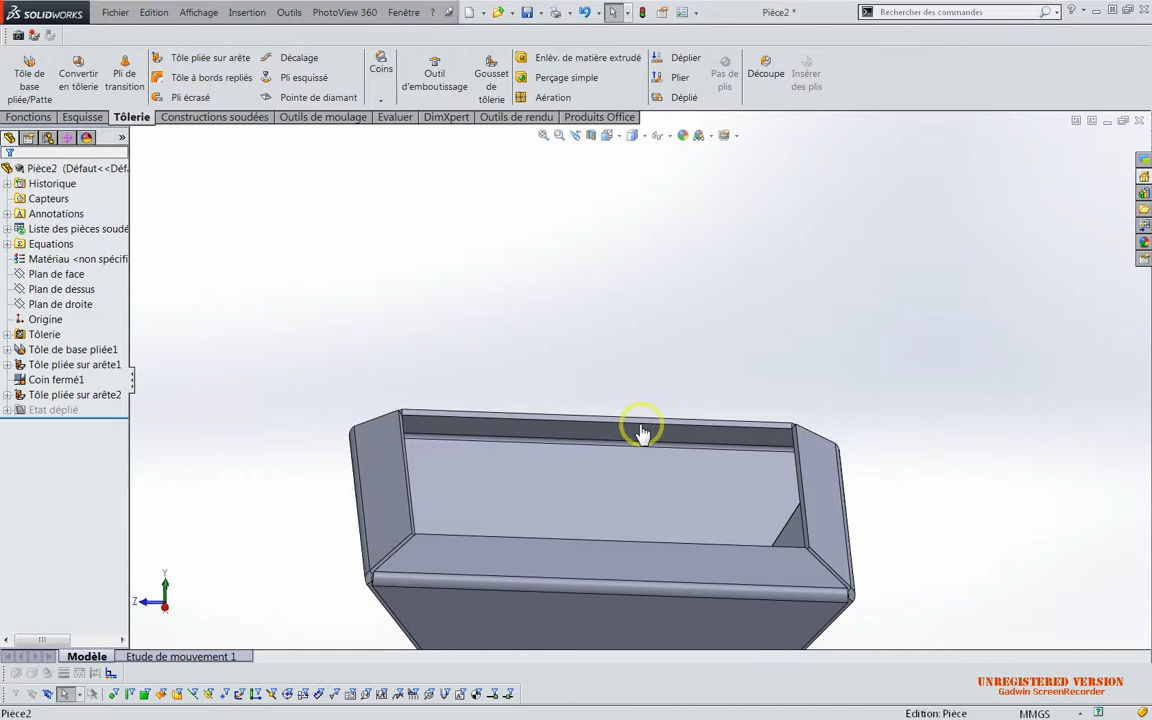 SOLIDWORKS Fichier Edition Affichage Insertion Outils PhotoView 360 Fenêtre ? Pièce2 * Rechercher des commandes ?
Tôle de base pliée/Patte
Convertir en tôlerie
Pli de transition
Tôle pliée sur arête
Tôle à bords repliés
Pli écrasé
Décalage
Pli esquissé
Pointe de diamant
Coins
Outil d'emboutissage
Gousset de tôlerie
Enlèv. de matière extrudé
Perçage simple
Aération
Déplier
Plier
Déplié
Pas de plis
Découpe
Insérer des plis
Fonctions Esquisse Tôlerie Constructions soudées Outils de moulage Evaluer DimXpert Outils de rendu Produits Office
»
Pièce2 (Défaut<<Déf
Historique
Capteurs
Annotations
Liste des pièces soudé
Equations
Matériau <non spécifi
Plan de face
Plan de dessus
Plan de droite
Origine
Tôlerie
Tôle de base pliée1
Tôle pliée sur arête1
Coin fermé1
Tôle pliée sur arête2
Etat déplié
Y
Z
Modèle Etude de mouvement 1
UNREGISTERED VERSION
Gadwin ScreenRecorder
Pièce2 Edition: Pièce MMGS